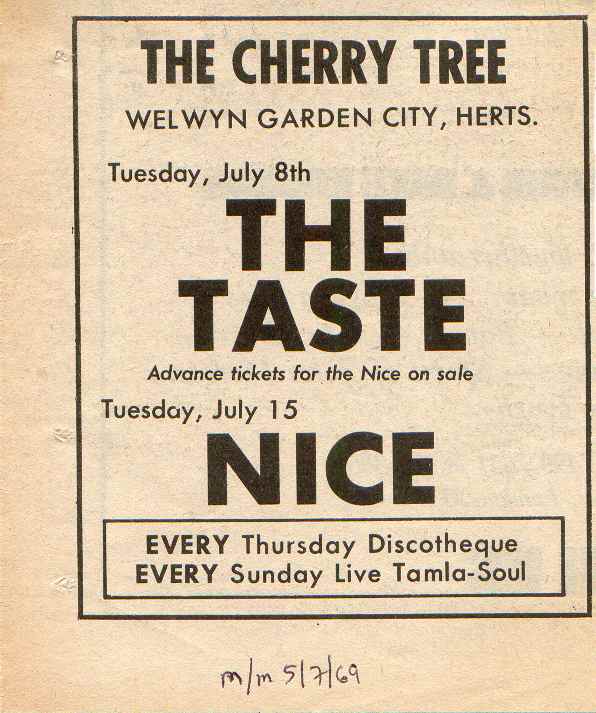 THE CHERRY TREE
WELWYN GARDEN CITY, HERTS.
Tuesday, July 8th
THE
TASTE
Advance tickets for the Nice on sale
Tuesday, July 15
NICE
EVERY Thursday Discotheque
EVERY Sunday Live Tamla-Soul
m/m 5/7/69